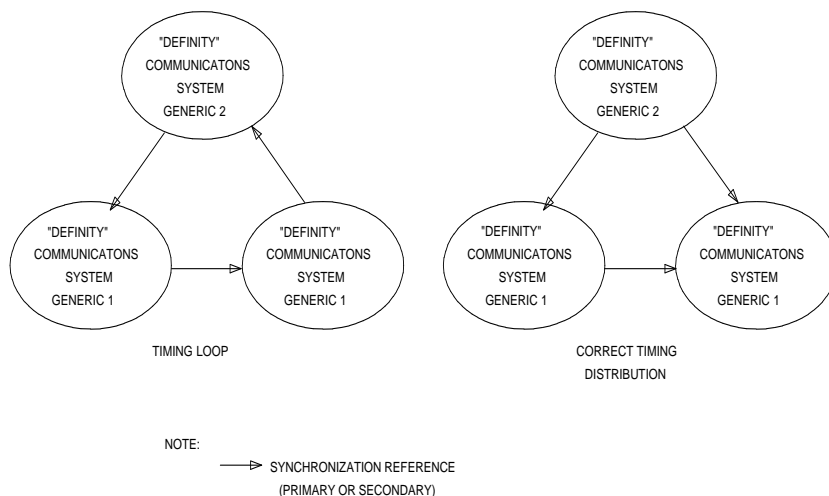 "DEFINITY"
COMMUNICATONS
SYSTEM
GENERIC 2
"DEFINITY"
COMMUNICATONS
SYSTEM
GENERIC 1
"DEFINITY"
COMMUNICATONS
SYSTEM
GENERIC 1
TIMING LOOP
"DEFINITY"
COMMUNICATONS
SYSTEM
GENERIC 2
"DEFINITY"
COMMUNICATONS
SYSTEM
GENERIC 1
"DEFINITY"
COMMUNICATONS
SYSTEM
GENERIC 1
CORRECT TIMING
DISTRIBUTION
NOTE:
SYNCHRONIZATION REFERENCE
(PRIMARY OR SECONDARY)